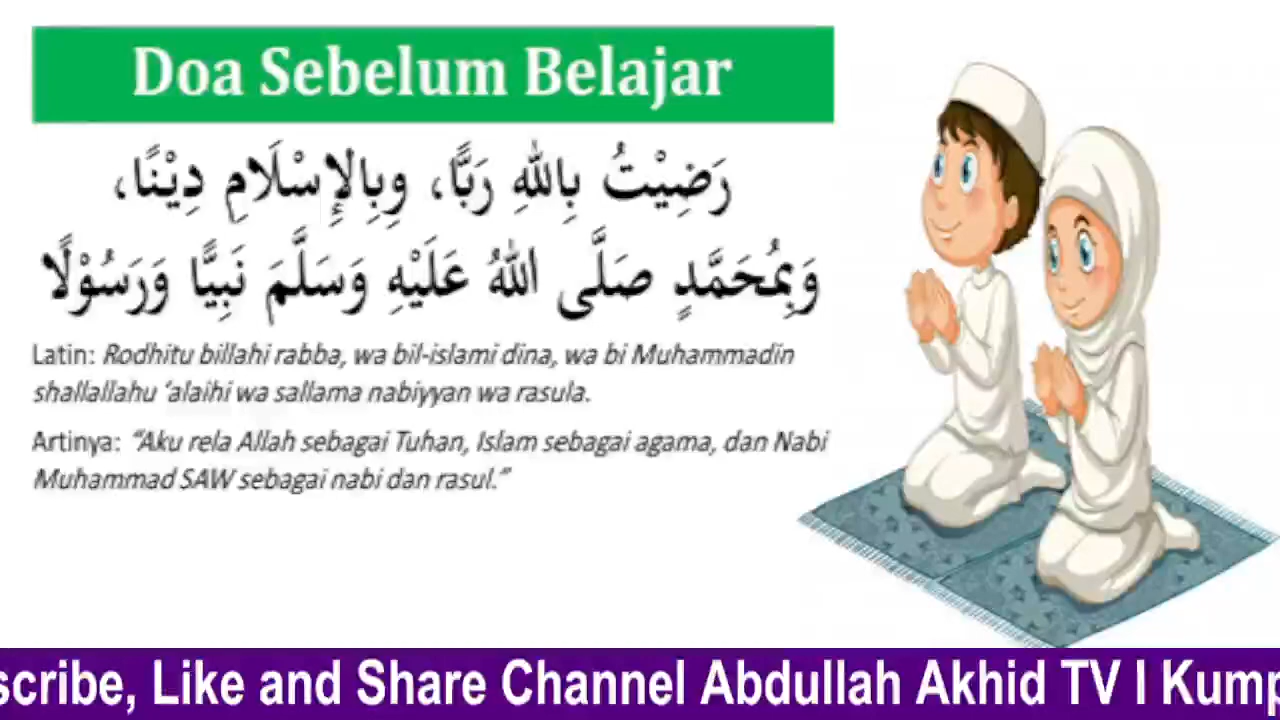 Doa Sebelum Belajar
رَضِيْتُ بِاللهِ رَبًّا، وِبِالإِسْلَامِ دِيْنًا،
وَبِمُحَمَّدٍ صَلَّى اللهُ عَلَيْهِ وَسَلَّمَ نَبِيًّا وَرَسُوْلًا
Latin: Rodhitu billahi rabba, wa bil-islami dina, wa bi Muhammadin
shallallahu ‘alaihi wa sallama nabiyyan wa rasula.
Artinya: “Aku rela Allah sebagai Tuhan, Islam sebagai agama, dan Nabi
Muhammad SAW sebagai nabi dan rasul.”
scribe, Like and Share Channel Abdullah Akhid TV I Kump